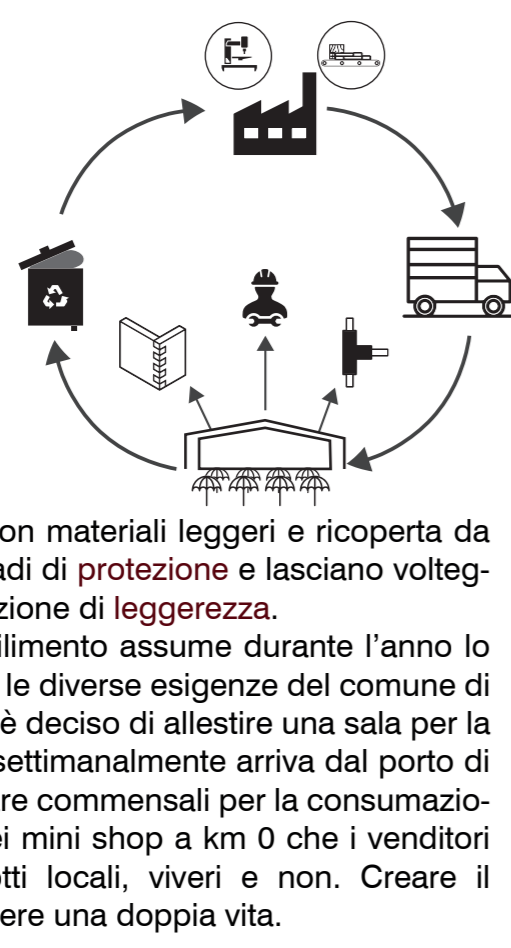 on materiali leggeri e ricoperta da
adi di protezione e lasciano volteg-
zione di leggerezza.
ilimento assume durante l'anno lo
le diverse esigenze del comune di
è deciso di allestire una sala per la
settimanalmente arriva dal porto di
re commensali per la consumazio-
ei mini shop a km 0 che i venditori
tti locali, viveri e non. Creare il
ere una doppia vita.